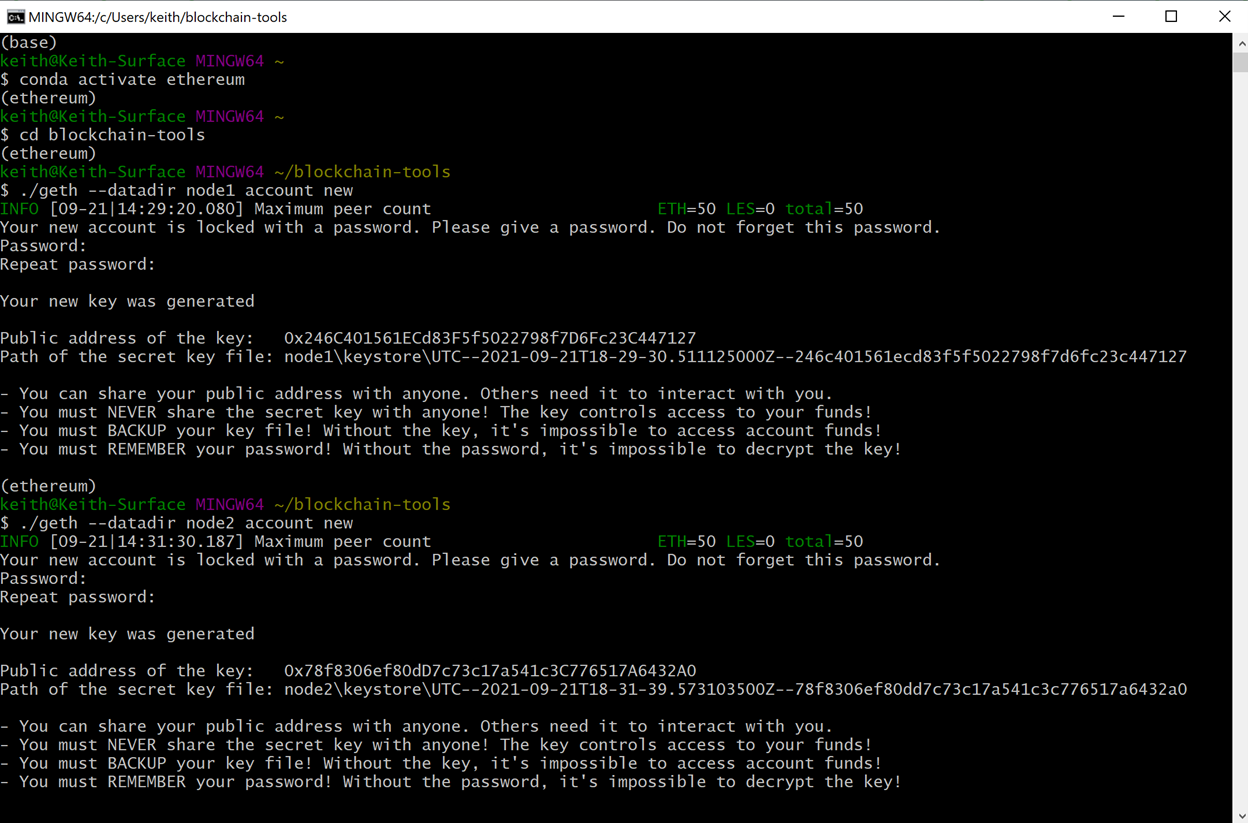 MINGW64:/c/Users/keith/blockchain-tools
(base)
keith@Keith-Surface MINGW64 ~
$ conda activate ethereum
(ethereum)
keith@Keith-Surface MINGW64 ~
$ cd blockchain-tools
(ethereum)
keith@Keith-Surface MINGW64 ~/blockchain-tools
$ ./geth --datadir node1 account new
INFO [09-21|14:29:20.080] Maximum peer count ETH=50 LES=0 total=50
Your new account is locked with a password. Please give a password. Do not forget this password.
Password:
Repeat password:
Your new key was generated
Public address of the key: 0x246C401561ECd83F5f5022798f7D6Fc23C447127
Path of the secret key file: node1\keystore\UTC--2021-09-21T18-29-30.511125000Z--246c401561ecd83f5f5022798f7d6fc23c447127
- You can share your public address with anyone. Others need it to interact with you.
- You must NEVER share the secret key with anyone! The key controls access to your funds!
- You must BACKUP your key file! Without the key, it's impossible to access account funds!
- You must REMEMBER your password! Without the password, it's impossible to decrypt the key!
(ethereum)
keith@Keith-Surface MINGW64 ~/blockchain-tools
$ ./geth --datadir node2 account new
INFO [09-21|14:31:30.187] Maximum peer count ETH=50 LES=0 total=50
Your new account is locked with a password. Please give a password. Do not forget this password.
Password:
Repeat password:
Your new key was generated
Public address of the key: 0x78f8306ef80dD7c73c17a541c3C776517A6432A0
Path of the secret key file: node2\keystore\UTC--2021-09-21T18-31-39.573103500Z--78f8306ef80dd7c73c17a541c3c776517a6432a0
- You can share your public address with anyone. Others need it to interact with you.
- You must NEVER share the secret key with anyone! The key controls access to your funds!
- You must BACKUP your key file! Without the key, it's impossible to access account funds!
- You must REMEMBER your password! Without the password, it's impossible to decrypt the key!